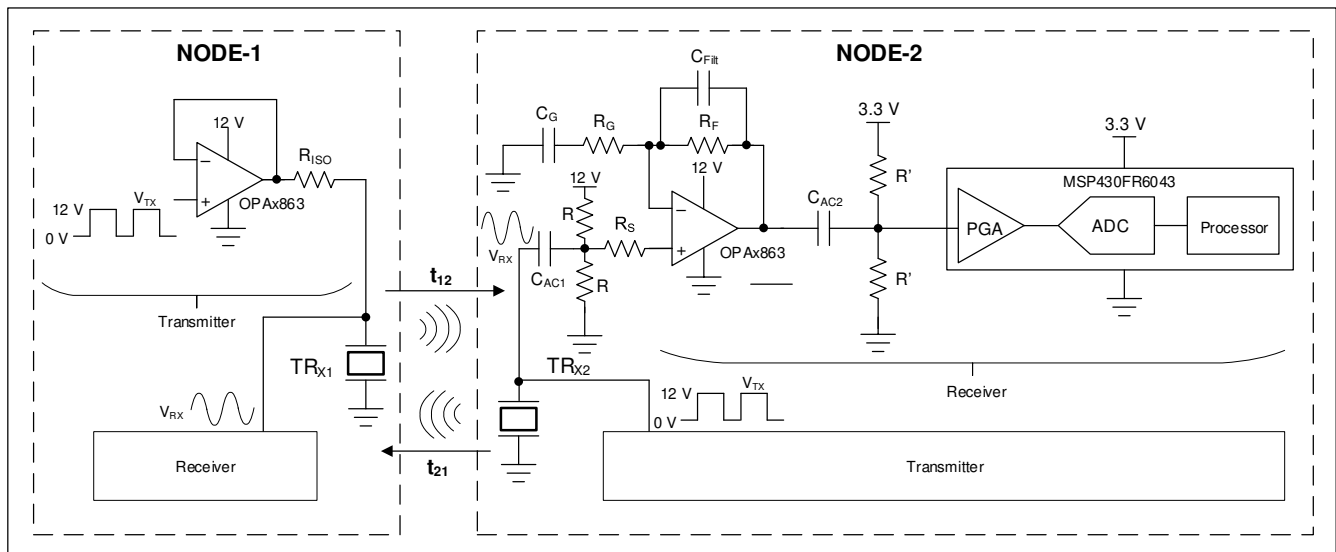 NODE-1
12 V
R_ISO
OPAx863
V_TX
12 V
0 V
Transmitter
TR_X1
V_RX
Receiver
t_12
t_21
NODE-2
C_Filt
C_G
R_G
R_F
12 V
12 V
R
R_S
V_RX
C_AC1
R
OPAx863
C_AC2
3.3 V
R'
R'
3.3 V
MSP430FR6043
PGA
ADC
Processor
Receiver
TR_X2
12 V
V_TX
0 V
Transmitter